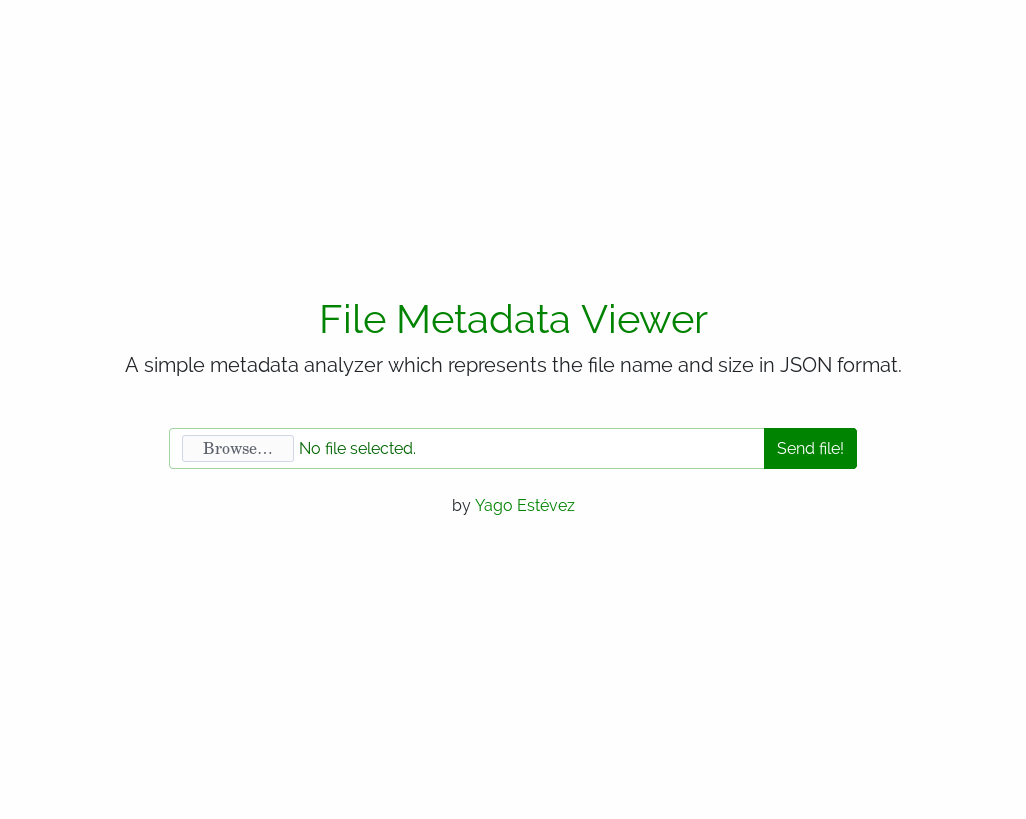 File Metadata Viewer
A simple metadata analyzer which represents the file name and size in JSON format.
Browse... No file selected. Send file!
by Yago Estévez